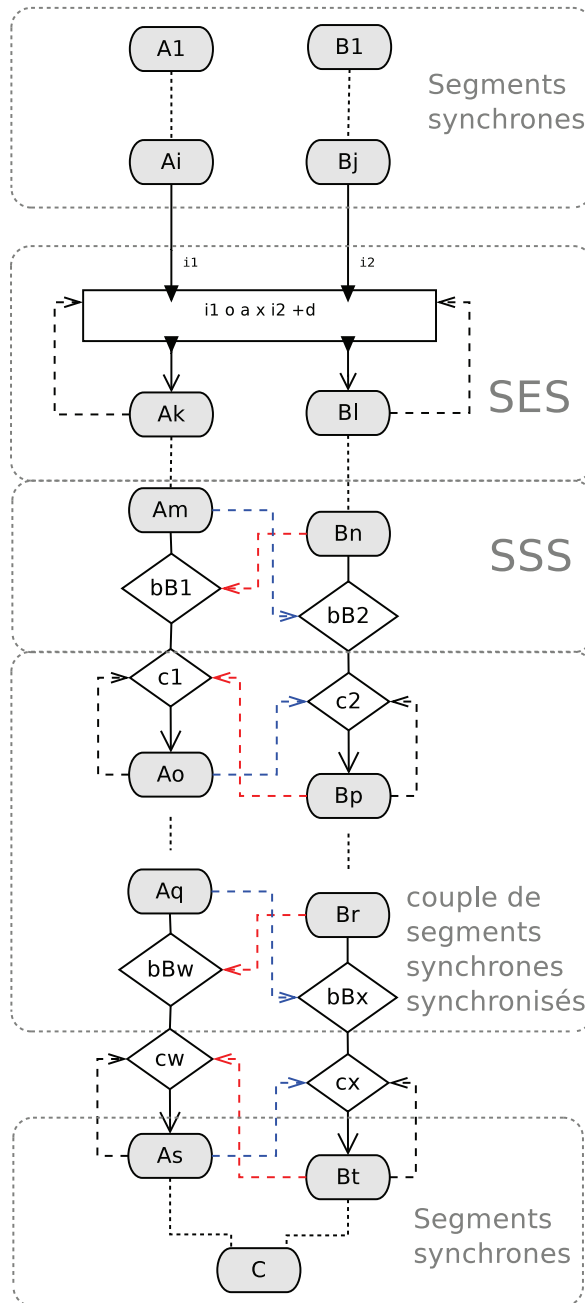 A1
B1
Segments
synchrones
Ai
Bj
i1
i2
i1 o a x i2 +d
Ak
Bl
SES
Am
Bn
SSS
bB1
bB2
c1
c2
Ao
Bp
Aq
Br
couple de
segments
synchrones
synchronisés
bBw
bBx
cw
cx
As
Bt
Segments
synchrones
C